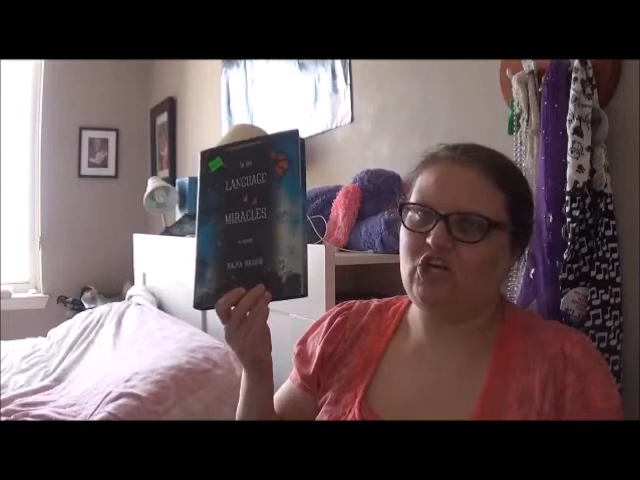 In the
LANGUAGE
of
MIRACLES
A NOVEL
RAJIA HASSIB